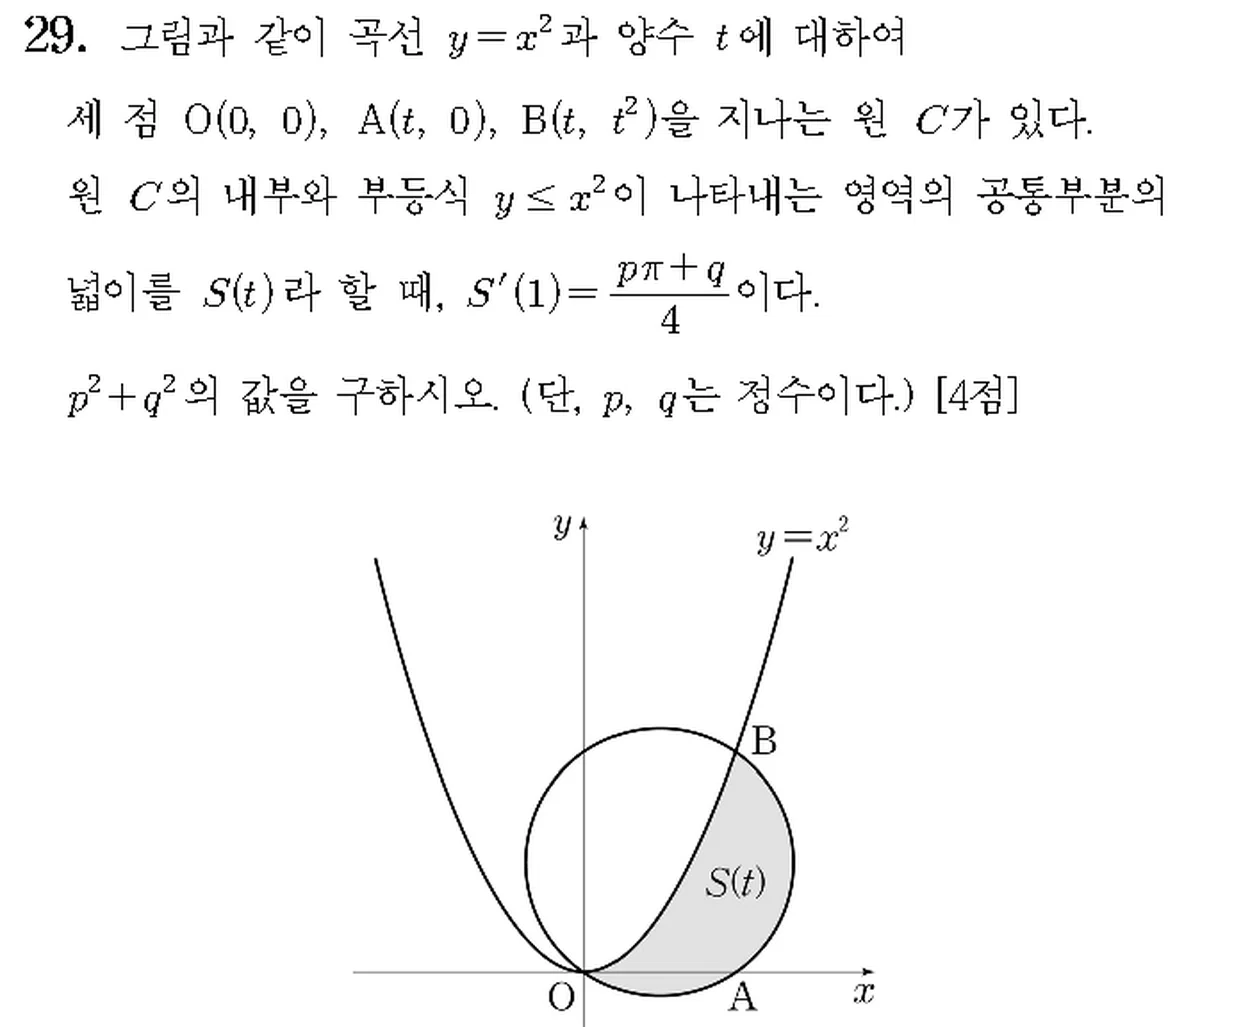 29. 그림과 같이 곡선 y=x²과 양수 t에 대하여
세 점 O(0, 0), A(t, 0), B(t, t²)을 지나는 원 C가 있다.
원 C의 내부와 부등식 y≤x²이 나타내는 영역의 공통부분의
넓이를 S(t)라 할 때, S′(1)=(pπ+q)/4이다.
p²+q²의 값을 구하시오. (단, p, q는 정수이다.) [4점]
y
y=x²
B
S(t)
O
A
x